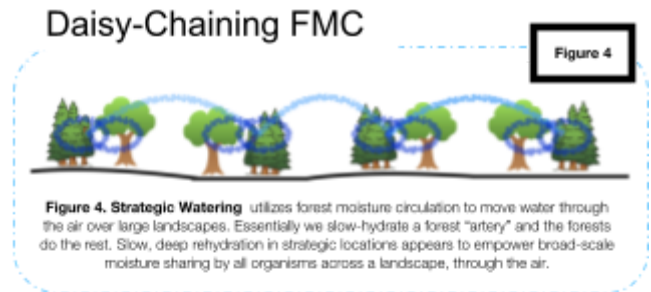 Daisy-Chaining FMC
Figure 4
Figure 4. Strategic Watering utilizes forest moisture circulation to move water through
the air over large landscapes. Essentially we slow-hydrate a forest “artery” and the forests
do the rest. Slow, deep rehydration in strategic locations appears to empower broad-scale
moisture sharing by all organisms across a landscape, through the air.